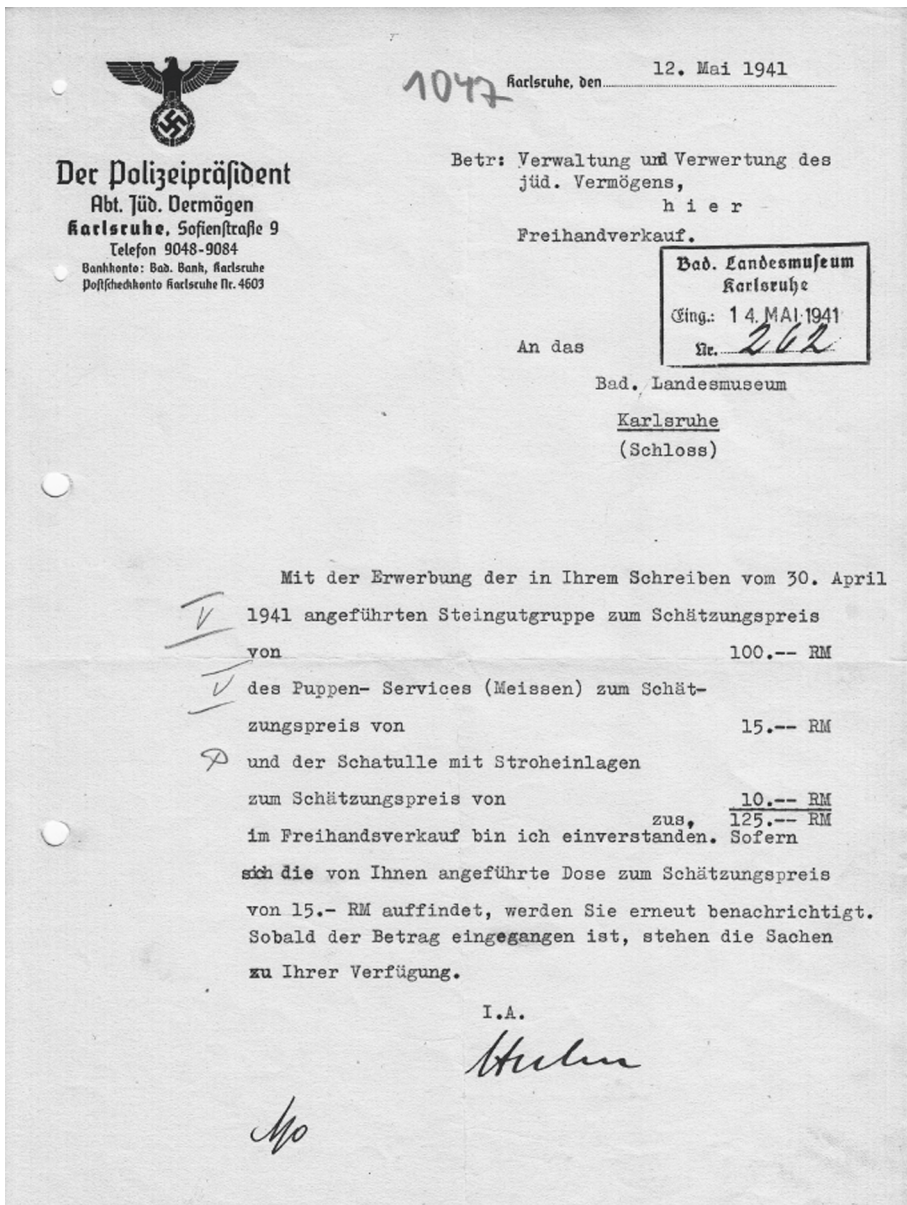 1047
Karlsruhe, den 12. Mai 1941
Der Polizeipräsident
Abt. Jüd. Vermögen
Karlsruhe, Sofienstraße 9
Telefon 9048-9084
Bankkonto: Bad. Bank, Karlsruhe
Postscheckkonto Karlsruhe Nr. 4603
Betr: Verwaltung und Verwertung des
jüd. Vermögens,
h i e r
Freihandverkauf.
Bad. Landesmuseum
Karlsruhe
Eing.: 14. MAI 1941
Nr. 262
An das
Bad. Landesmuseum
Karlsruhe
(Schloss)
Mit der Erwerbung der in Ihrem Schreiben vom 30. April
1941 angeführten Steingutgruppe zum Schätzungspreis
von 100.-- RM
des Puppen- Services (Meissen) zum Schät-
zungspreis von 15.-- RM
und der Schatulle mit Stroheinlagen
zum Schätzungspreis von 10.-- RM
zus, 125.-- RM
im Freihandsverkauf bin ich einverstanden. Sofern
sich die von Ihnen angeführte Dose zum Schätzungspreis
von 15.- RM auffindet, werden Sie erneut benachrichtigt.
Sobald der Betrag eingegangen ist, stehen die Sachen
zu Ihrer Verfügung.
I.A.